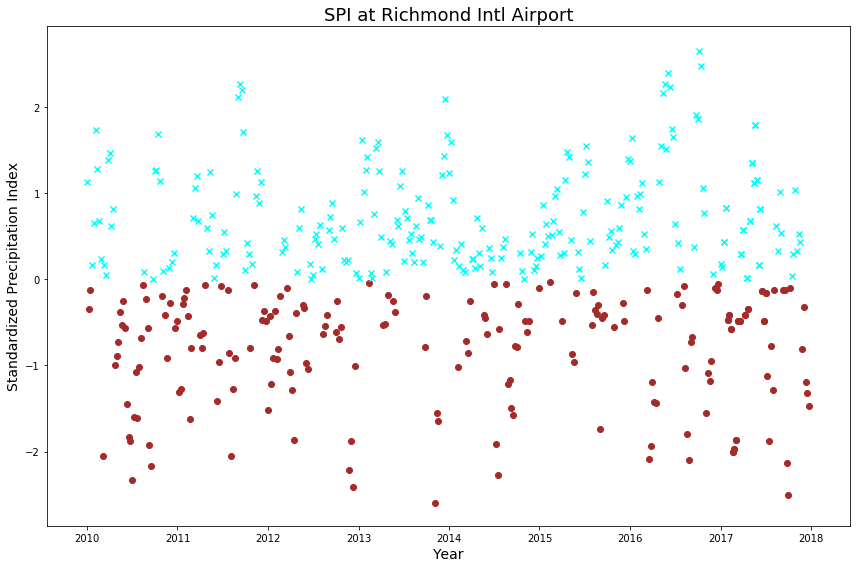 SPI at Richmond Intl Airport
Standardized Precipitation Index
2
1
0
−1
−2
2010 2011 2012 2013 2014 2015 2016 2017 2018
Year